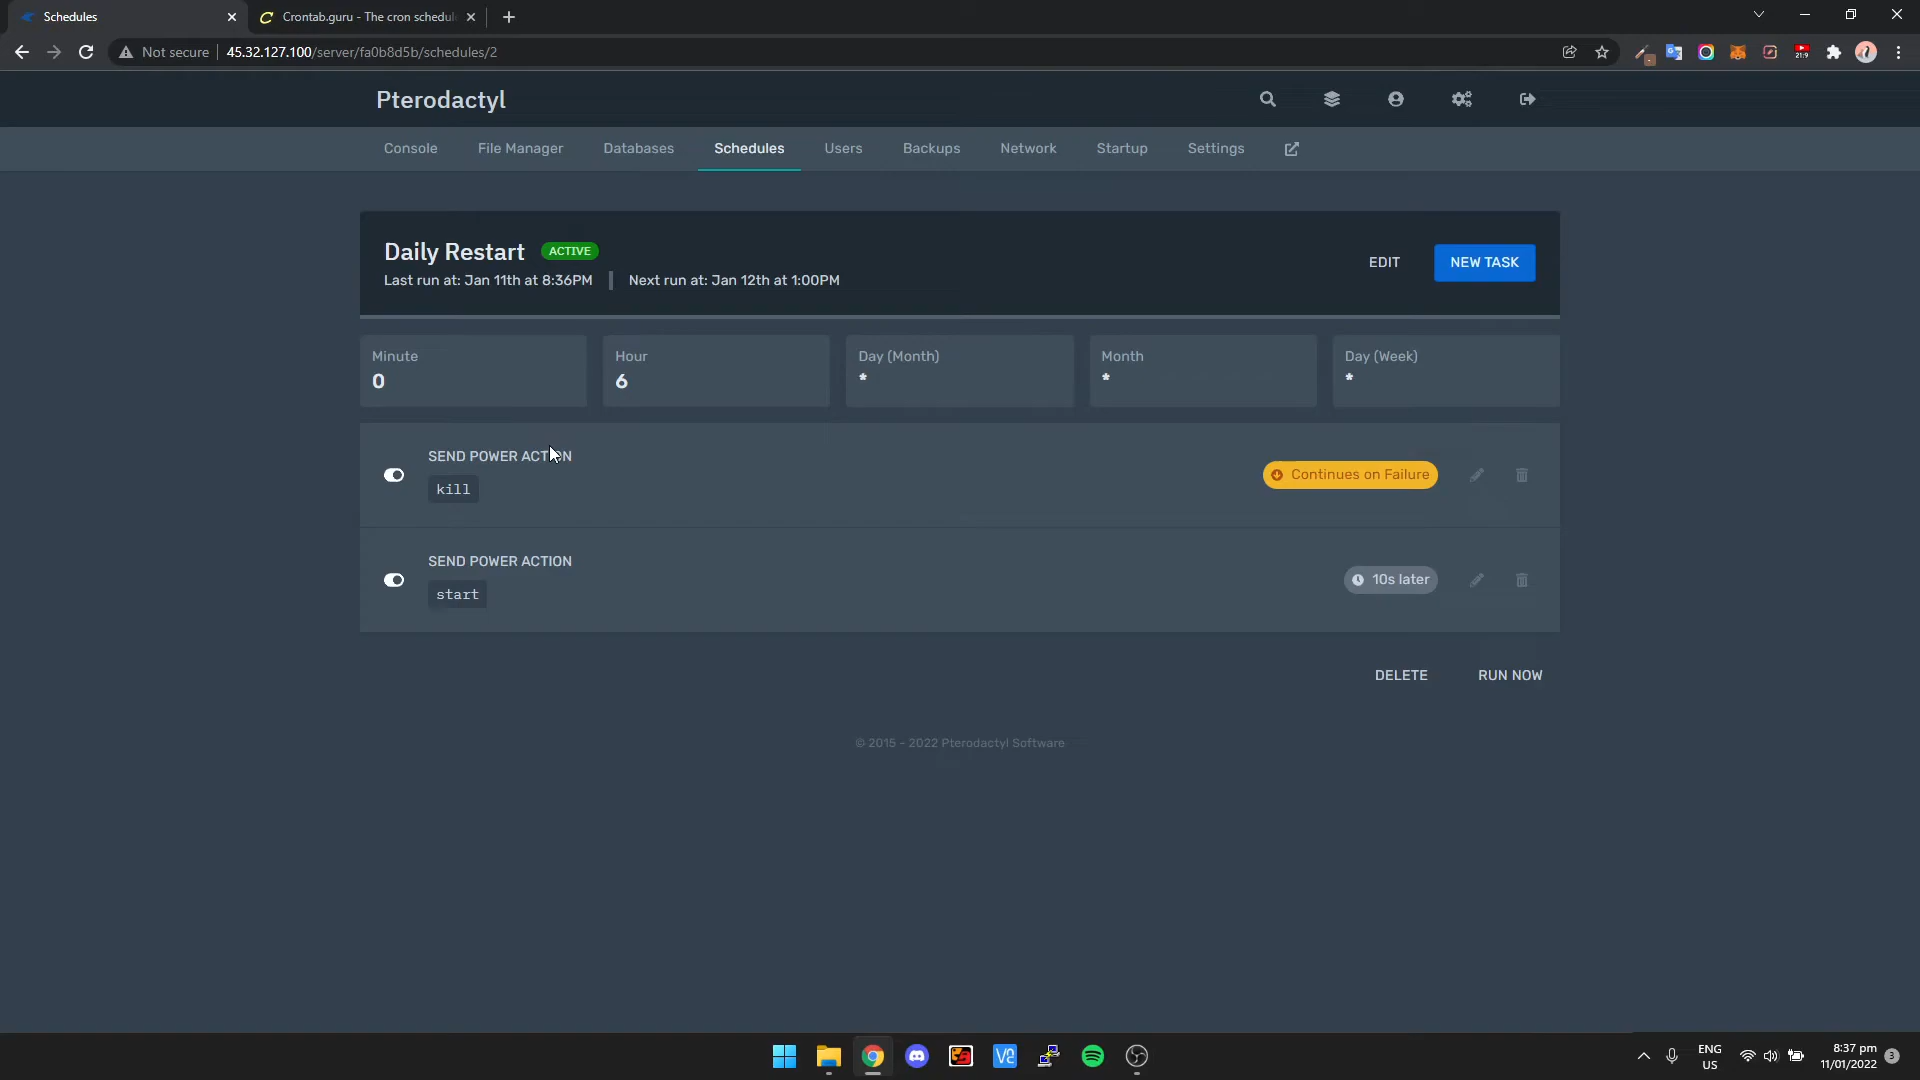 Schedules
Crontab.guru - The cron schedul
Not secure
45.32.127.100/server/fa0b8d5b/schedules/2
21:9
Pterodactyl
Console
File Manager
Databases
Schedules
Users
Backups
Network
Startup
Settings
Daily Restart
ACTIVE
Last run at: Jan 11th at 8:36PM
Next run at: Jan 12th at 1:00PM
EDIT
NEW TASK
Minute
0
Hour
6
Day (Month)
*
Month
*
Day (Week)
*
SEND POWER ACTION
kill
Continues on Failure
SEND POWER ACTION
start
10s later
DELETE
RUN NOW
© 2015 - 2022 Pterodactyl Software
ENG
US
8:37 pm
11/01/2022
3